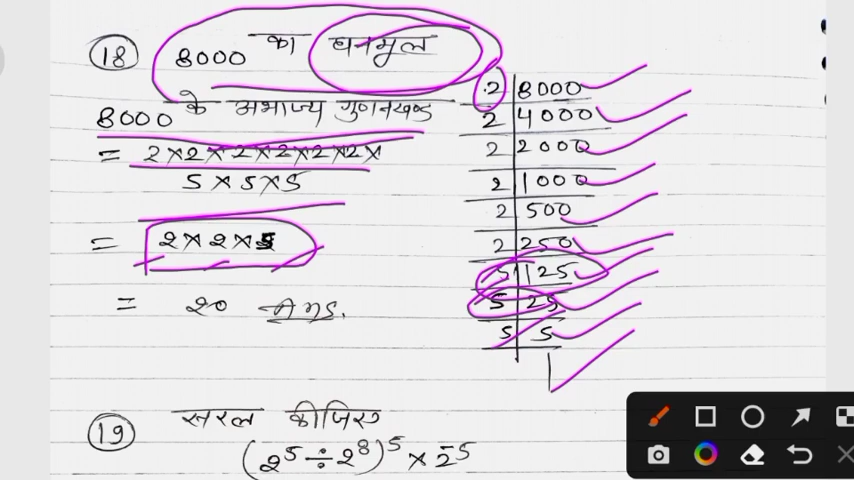 (18) 8000 का घनमूल
8000 के अभाज्य गुणनखण्ड
= 2×2×2×2×2×2×
5×5×5
= 2×2×5
= 20 Ans.
2 | 8000
2 | 4000
2 | 2000
2 | 1000
2 | 500
2 | 250
5 | 125
5 | 25
5 | 5
1
(19) सरल कीजिए
(2⁵ ÷ 2⁸)⁵ × 2⁻⁵